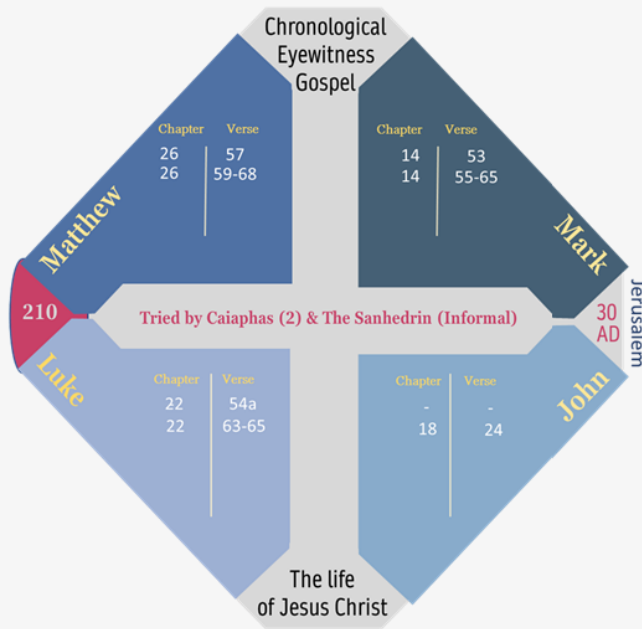 Chronological
Eyewitness
Gospel
Matthew
Chapter Verse
26 57
26 59-68
Mark
Chapter Verse
14 53
14 55-65
210
Tried by Caiaphas (2) & The Sanhedrin (Informal)
30
AD
Jerusalem
Luke
Chapter Verse
22 54a
22 63-65
John
Chapter Verse
- -
18 24
The life
of Jesus Christ